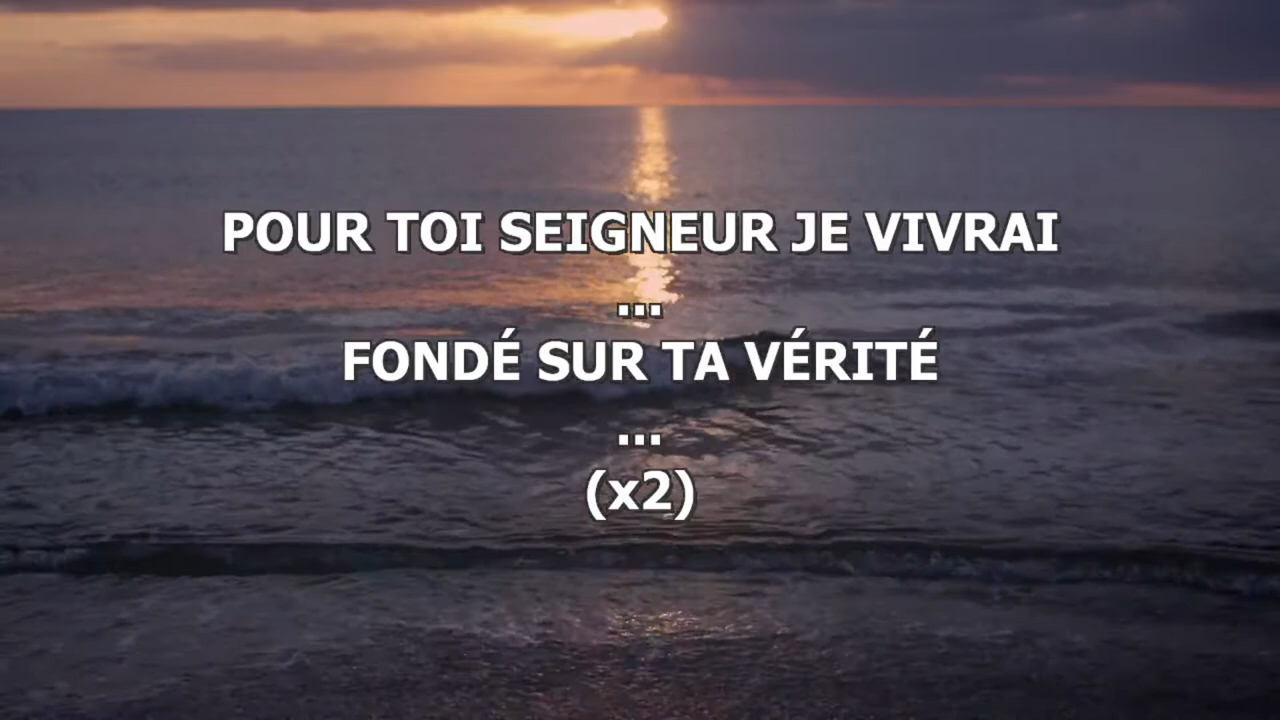 POUR TOI SEIGNEUR JE VIVRAI
...
FONDÉ SUR TA VÉRITÉ
...
(x2)